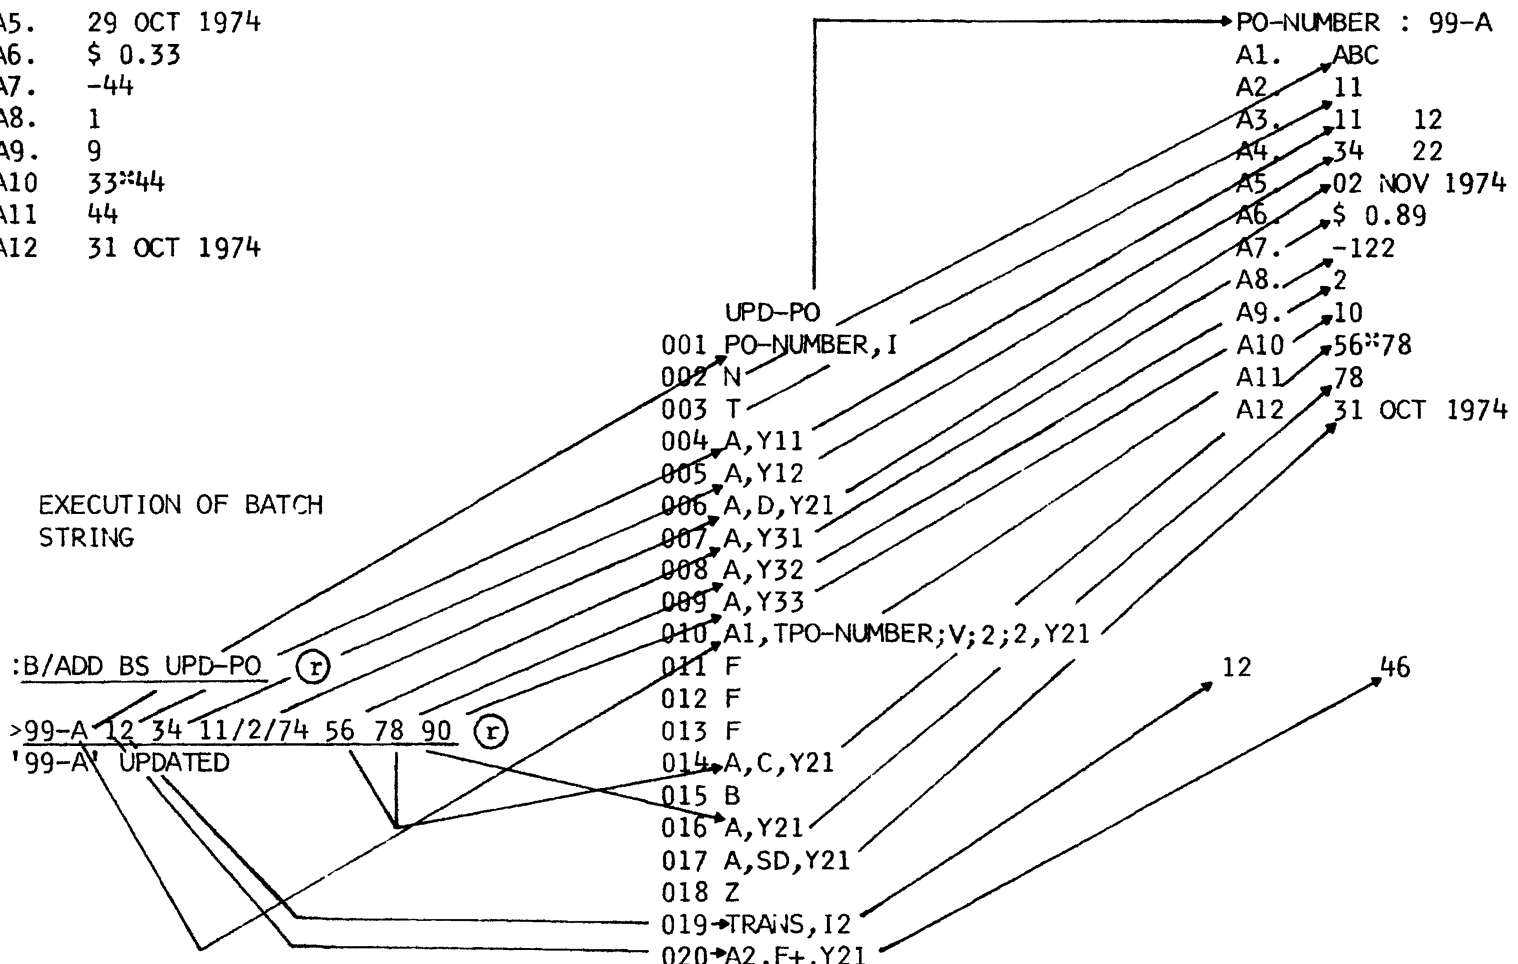 A5. 29 OCT 1974
A6. $ 0.33
A7. -44
A8. 1
A9. 9
A10 33*44
A11 44
A12 31 OCT 1974
PO-NUMBER : 99-A
A1. ABC
A2. 11
A3. 11 12
A4. 34 22
A5. 02 NOV 1974
A6. $ 0.89
A7. -122
A8. 2
A9. 10
A10 56*78
A11 78
A12 31 OCT 1974
UPD-PO
001 PO-NUMBER,I
002 N
003 T
004 A,Y11
005 A,Y12
006 A,D,Y21
007 A,Y31
008 A,Y32
009 A,Y33
010 A1,TPO-NUMBER;V;2;2,Y21
011 F
012 F
013 F
014 A,C,Y21
015 B
016 A,Y21
017 A,SD,Y21
018 Z
019 TRANS,I2
020 A2,F+,Y21
EXECUTION OF BATCH
STRING
:B/ADD BS UPD-PO (r)
>99-A 12 34 11/2/74 56 78 90 (r)
'99-A' UPDATED
12 46